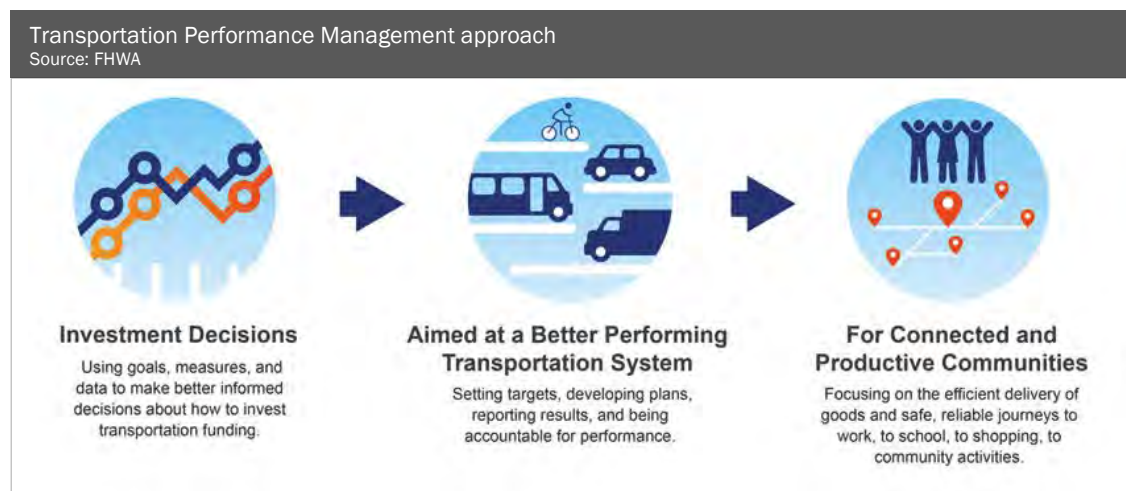 Transportation Performance Management approach
Source: FHWA
Investment Decisions
Using goals, measures, and
data to make better informed
decisions about how to invest
transportation funding.
Aimed at a Better Performing
Transportation System
Setting targets, developing plans,
reporting results, and being
accountable for performance.
For Connected and
Productive Communities
Focusing on the efficient delivery of
goods and safe, reliable journeys to
work, to school, to shopping, to
community activities.